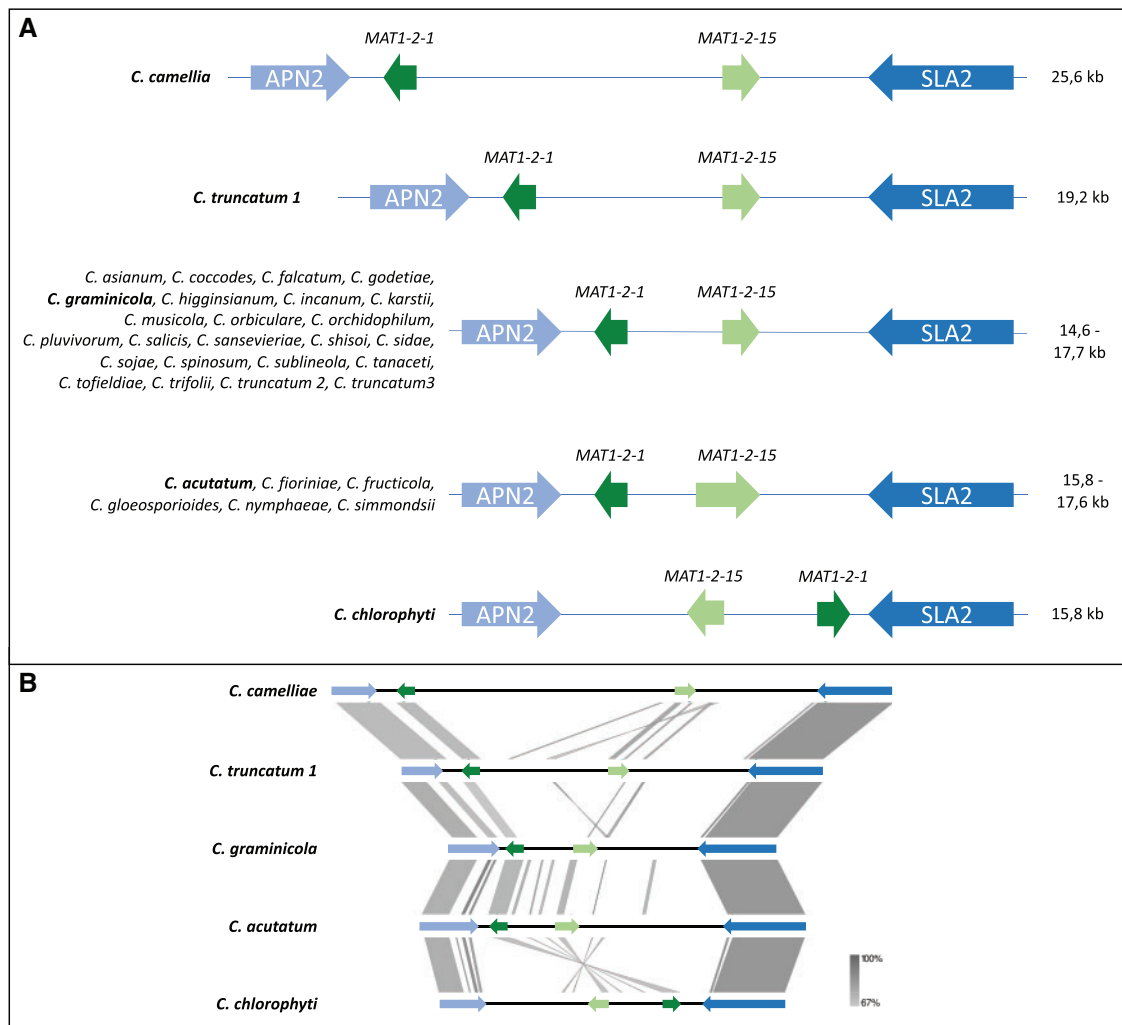 A
MAT1-2-1 MAT1-2-15
C. camellia APN2 SLA2 25,6 kb
MAT1-2-1 MAT1-2-15
C. truncatum 1 APN2 SLA2 19,2 kb
C. asianum, C. coccodes, C. falcatum, C. godetiae,
C. graminicola, C. higginsianum, C. incanum, C. karstii,
C. musicola, C. orbiculare, C. orchidophilum,
C. pluvivorum, C. salicis, C. sansevieriae, C. shisoi, C. sidae,
C. sojae, C. spinosum, C. sublineola, C. tanaceti,
C. tofieldiae, C. trifolii, C. truncatum 2, C. truncatum3
MAT1-2-1 MAT1-2-15
APN2 SLA2
14,6 -
17,7 kb
C. acutatum, C. fioriniae, C. fructicola,
C. gloeosporioides, C. nymphaeae, C. simmondsii
MAT1-2-1 MAT1-2-15
APN2 SLA2
15,8 -
17,6 kb
MAT1-2-15 MAT1-2-1
C. chlorophyti APN2 SLA2 15,8 kb
B
C. camelliae
C. truncatum 1
C. graminicola
C. acutatum
C. chlorophyti
100%
67%